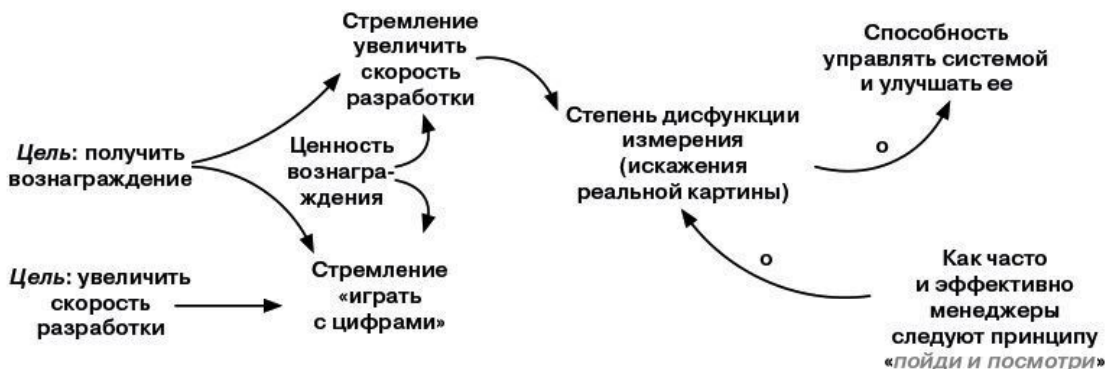 Стремление
увеличить
скорость
разработки
Способность
управлять системой
и улучшать ее
Цель: получить
вознаграждение
Ценность
вознагра-
ждения
Степень дисфункции
измерения
(искажения
реальной картины)
о
о
Цель: увеличить
скорость
разработки
Стремление
«играть
с цифрами»
Как часто
и эффективно
менеджеры
следуют принципу
«пойди и посмотри»